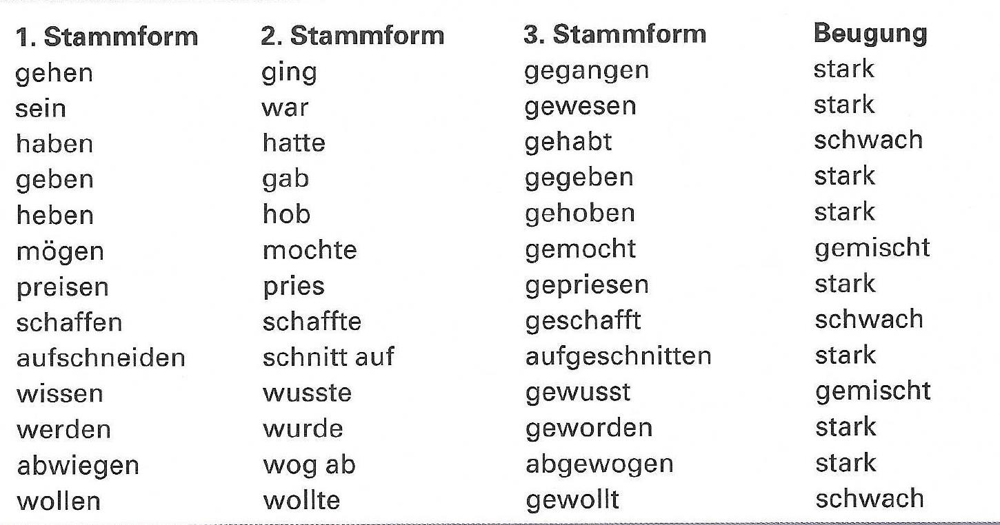 1. Stammform 2. Stammform 3. Stammform Beugung
gehen ging gegangen stark
sein war gewesen stark
haben hatte gehabt schwach
geben gab gegeben stark
heben hob gehoben stark
mögen mochte gemocht gemischt
preisen pries gepriesen stark
schaffen schaffte geschafft schwach
aufschneiden schnitt auf aufgeschnitten stark
wissen wusste gewusst gemischt
werden wurde geworden stark
abwiegen wog ab abgewogen stark
wollen wollte gewollt schwach